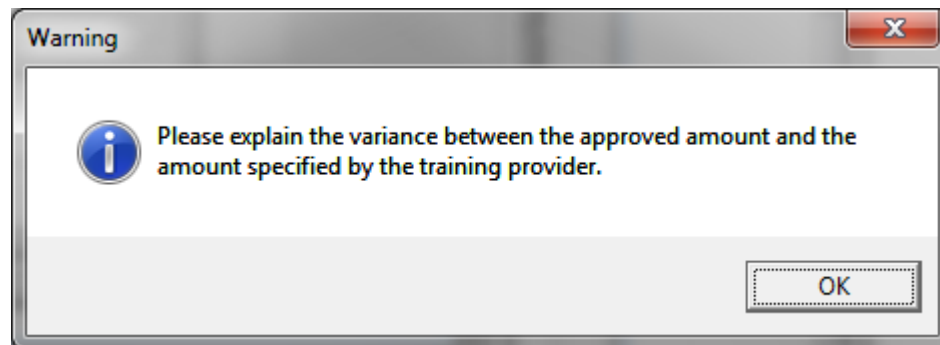 Warning
Please explain the variance between the approved amount and the
amount specified by the training provider.
OK